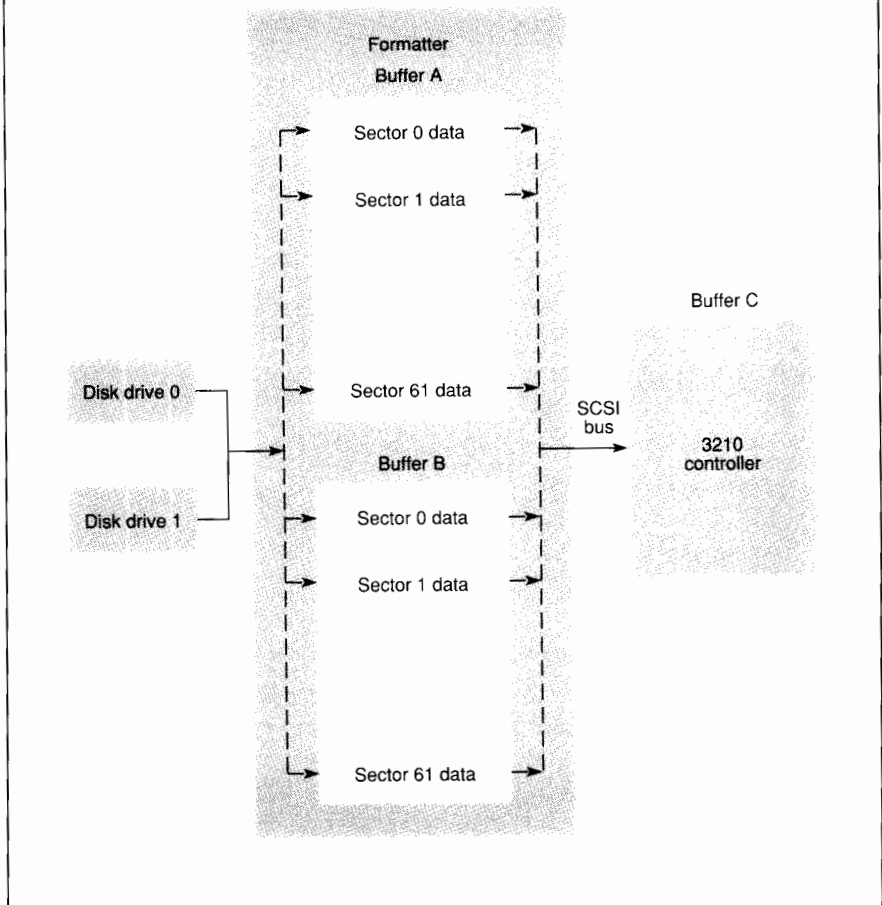 Formatter
Buffer A
Sector 0 data
Sector 1 data
Sector 61 data
Buffer B
Sector 0 data
Sector 1 data
Sector 61 data
Disk drive 0
Disk drive 1
SCSI
bus
Buffer C
3210
controller